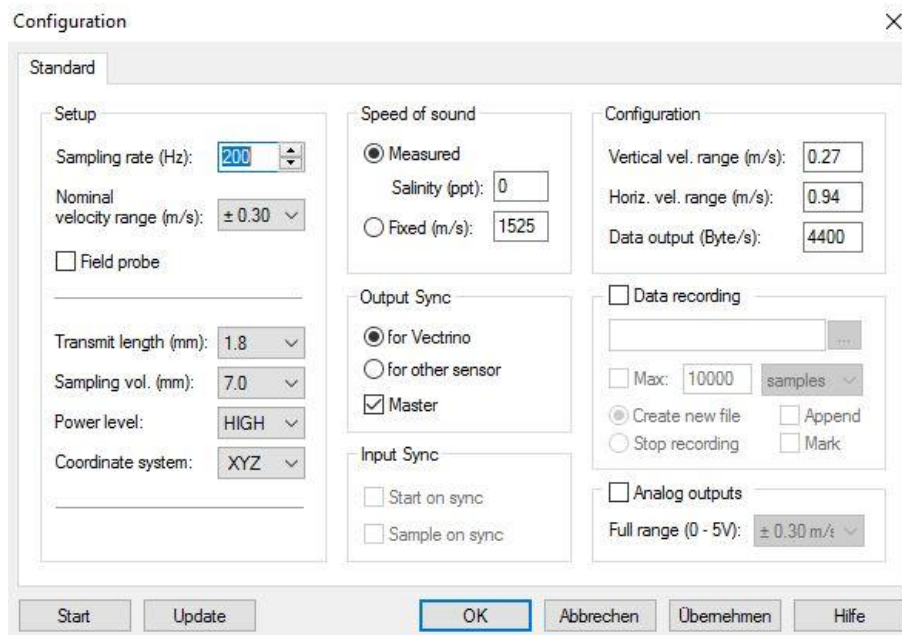 Configuration
Standard
Setup
Sampling rate (Hz): 200
Nominal
velocity range (m/s): ± 0.30
Field probe
Transmit length (mm): 1.8
Sampling vol. (mm): 7.0
Power level: HIGH
Coordinate system: XYZ
Speed of sound
Measured
Salinity (ppt): 0
Fixed (m/s): 1525
Output Sync
for Vectrino
for other sensor
Master
Input Sync
Start on sync
Sample on sync
Configuration
Vertical vel. range (m/s): 0.27
Horiz. vel. range (m/s): 0.94
Data output (Byte/s): 4400
Data recording
...
Max: 10000 samples
Create new file Append
Stop recording Mark
Analog outputs
Full range (0 - 5V): ± 0.30 m/s
Start Update OK Abbrechen Übernehmen Hilfe